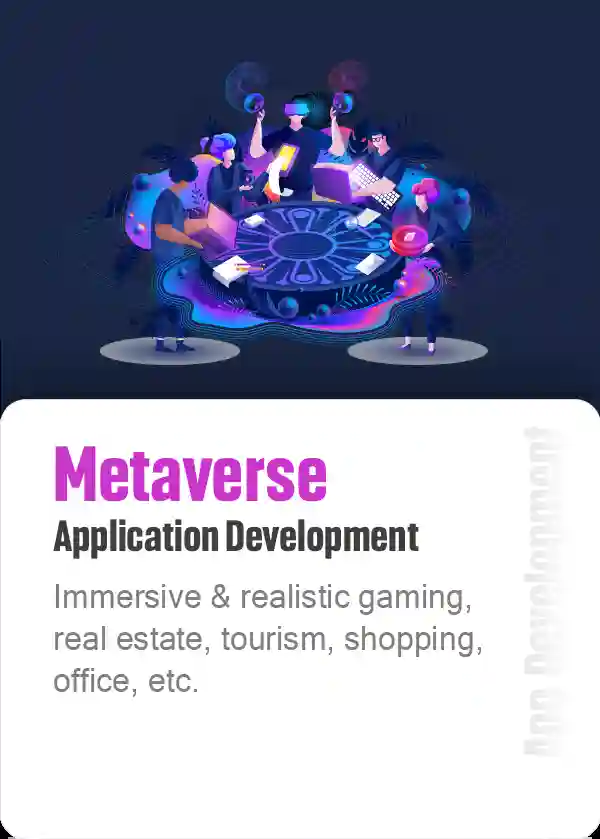 Metaverse
Application Development
Immersive & realistic gaming,
real estate, tourism, shopping,
office, etc.
App Development